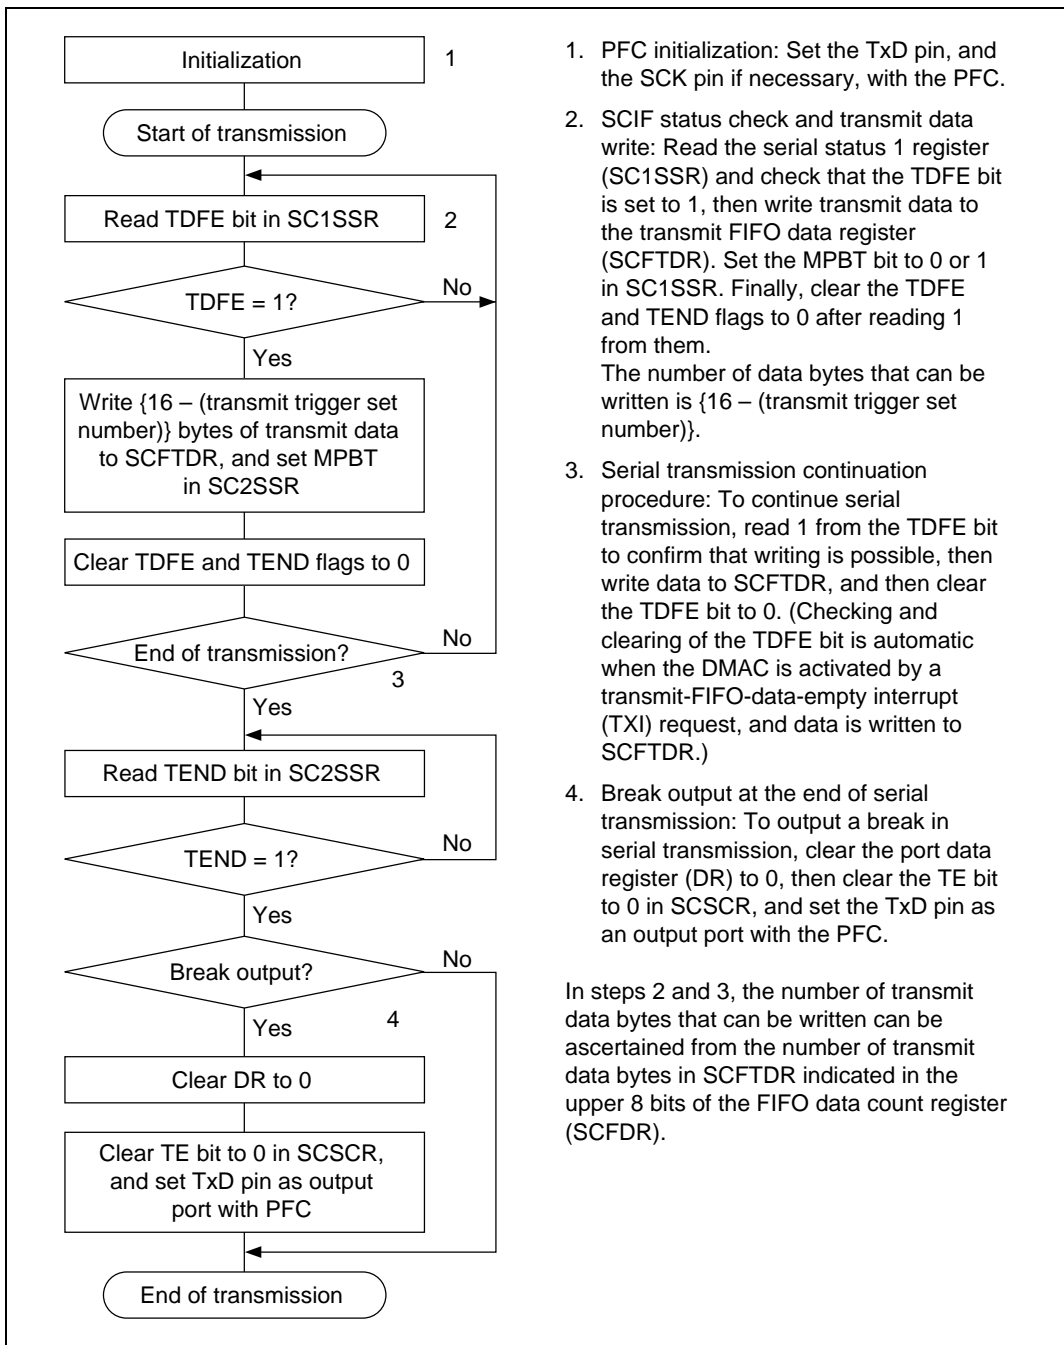 Initialization
1
Start of transmission
Read TDFE bit in SC1SSR
2
TDFE = 1?
No
Yes
Write {16 – (transmit trigger set
number)} bytes of transmit data
to SCFTDR, and set MPBT
in SC2SSR
Clear TDFE and TEND flags to 0
End of transmission?
No
3
Yes
Read TEND bit in SC2SSR
TEND = 1?
No
Yes
Break output?
No
4
Yes
Clear DR to 0
Clear TE bit to 0 in SCSCR,
and set TxD pin as output
port with PFC
End of transmission
1. PFC initialization: Set the TxD pin, and
the SCK pin if necessary, with the PFC.
2. SCIF status check and transmit data
write: Read the serial status 1 register
(SC1SSR) and check that the TDFE bit
is set to 1, then write transmit data to
the transmit FIFO data register
(SCFTDR). Set the MPBT bit to 0 or 1
in SC1SSR. Finally, clear the TDFE
and TEND flags to 0 after reading 1
from them.
The number of data bytes that can be
written is {16 – (transmit trigger set
number)}.
3. Serial transmission continuation
procedure: To continue serial
transmission, read 1 from the TDFE bit
to confirm that writing is possible, then
write data to SCFTDR, and then clear
the TDFE bit to 0. (Checking and
clearing of the TDFE bit is automatic
when the DMAC is activated by a
transmit-FIFO-data-empty interrupt
(TXI) request, and data is written to
SCFTDR.)
4. Break output at the end of serial
transmission: To output a break in
serial transmission, clear the port data
register (DR) to 0, then clear the TE bit
to 0 in SCSCR, and set the TxD pin as
an output port with the PFC.
In steps 2 and 3, the number of transmit
data bytes that can be written can be
ascertained from the number of transmit
data bytes in SCFTDR indicated in the
upper 8 bits of the FIFO data count register
(SCFDR).